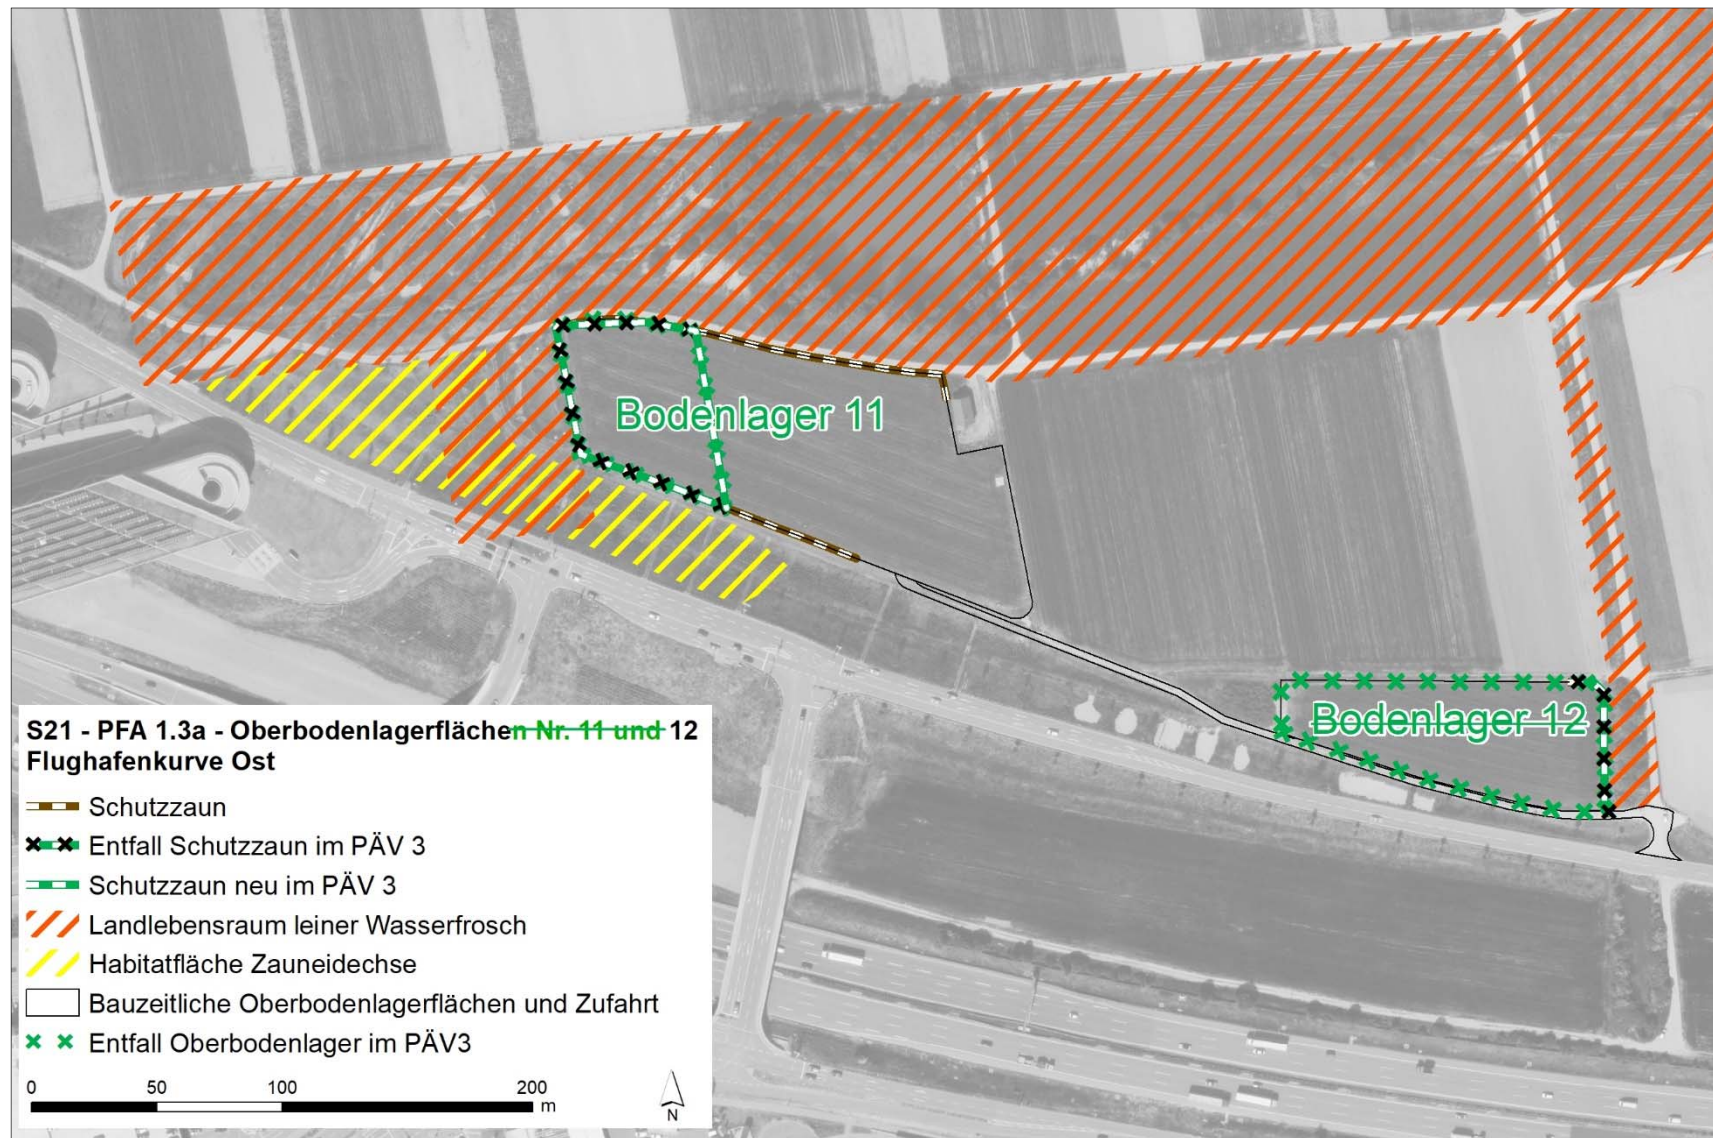 Bodenlager 11
Bodenlager 12
S21 - PFA 1.3a - Oberbodenlagerflächen Nr. 11 und 12
Flughafenkurve Ost
Schutzzaun
Entfall Schutzzaun im PÄV 3
Schutzzaun neu im PÄV 3
Landlebensraum leiner Wasserfrosch
Habitatfläche Zauneidechse
Bauzeitliche Oberbodenlagerflächen und Zufahrt
Entfall Oberbodenlager im PÄV3
0 50 100 200
m
N